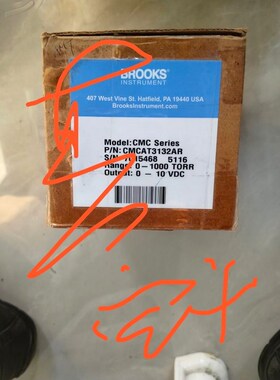 BROOKS
INSTRUMENT
407 West Vine St. Hatfield, PA 19440 USA
BrooksInstrument.com
Model: CMC Series
P/N: CMCAT3132AR
5116
Range: 0-1000 TORR
Output: 0 - 10 VDC